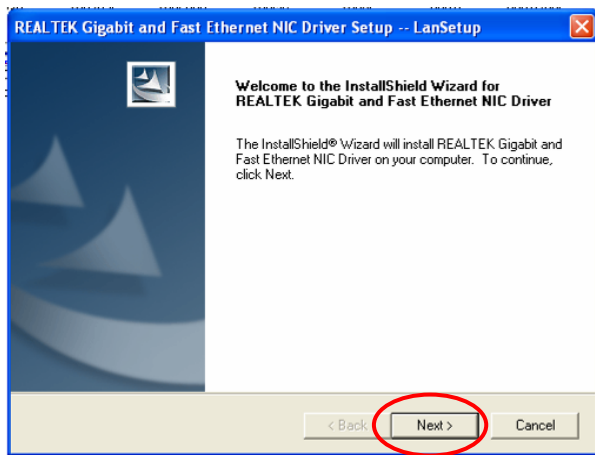 REALTEK Gigabit and Fast Ethernet NIC Driver Setup -- LanSetup
Welcome to the InstallShield Wizard for
REALTEK Gigabit and Fast Ethernet NIC Driver
The InstallShield® Wizard will install REALTEK Gigabit and
Fast Ethernet NIC Driver on your computer. To continue,
click Next.
< Back Next > Cancel